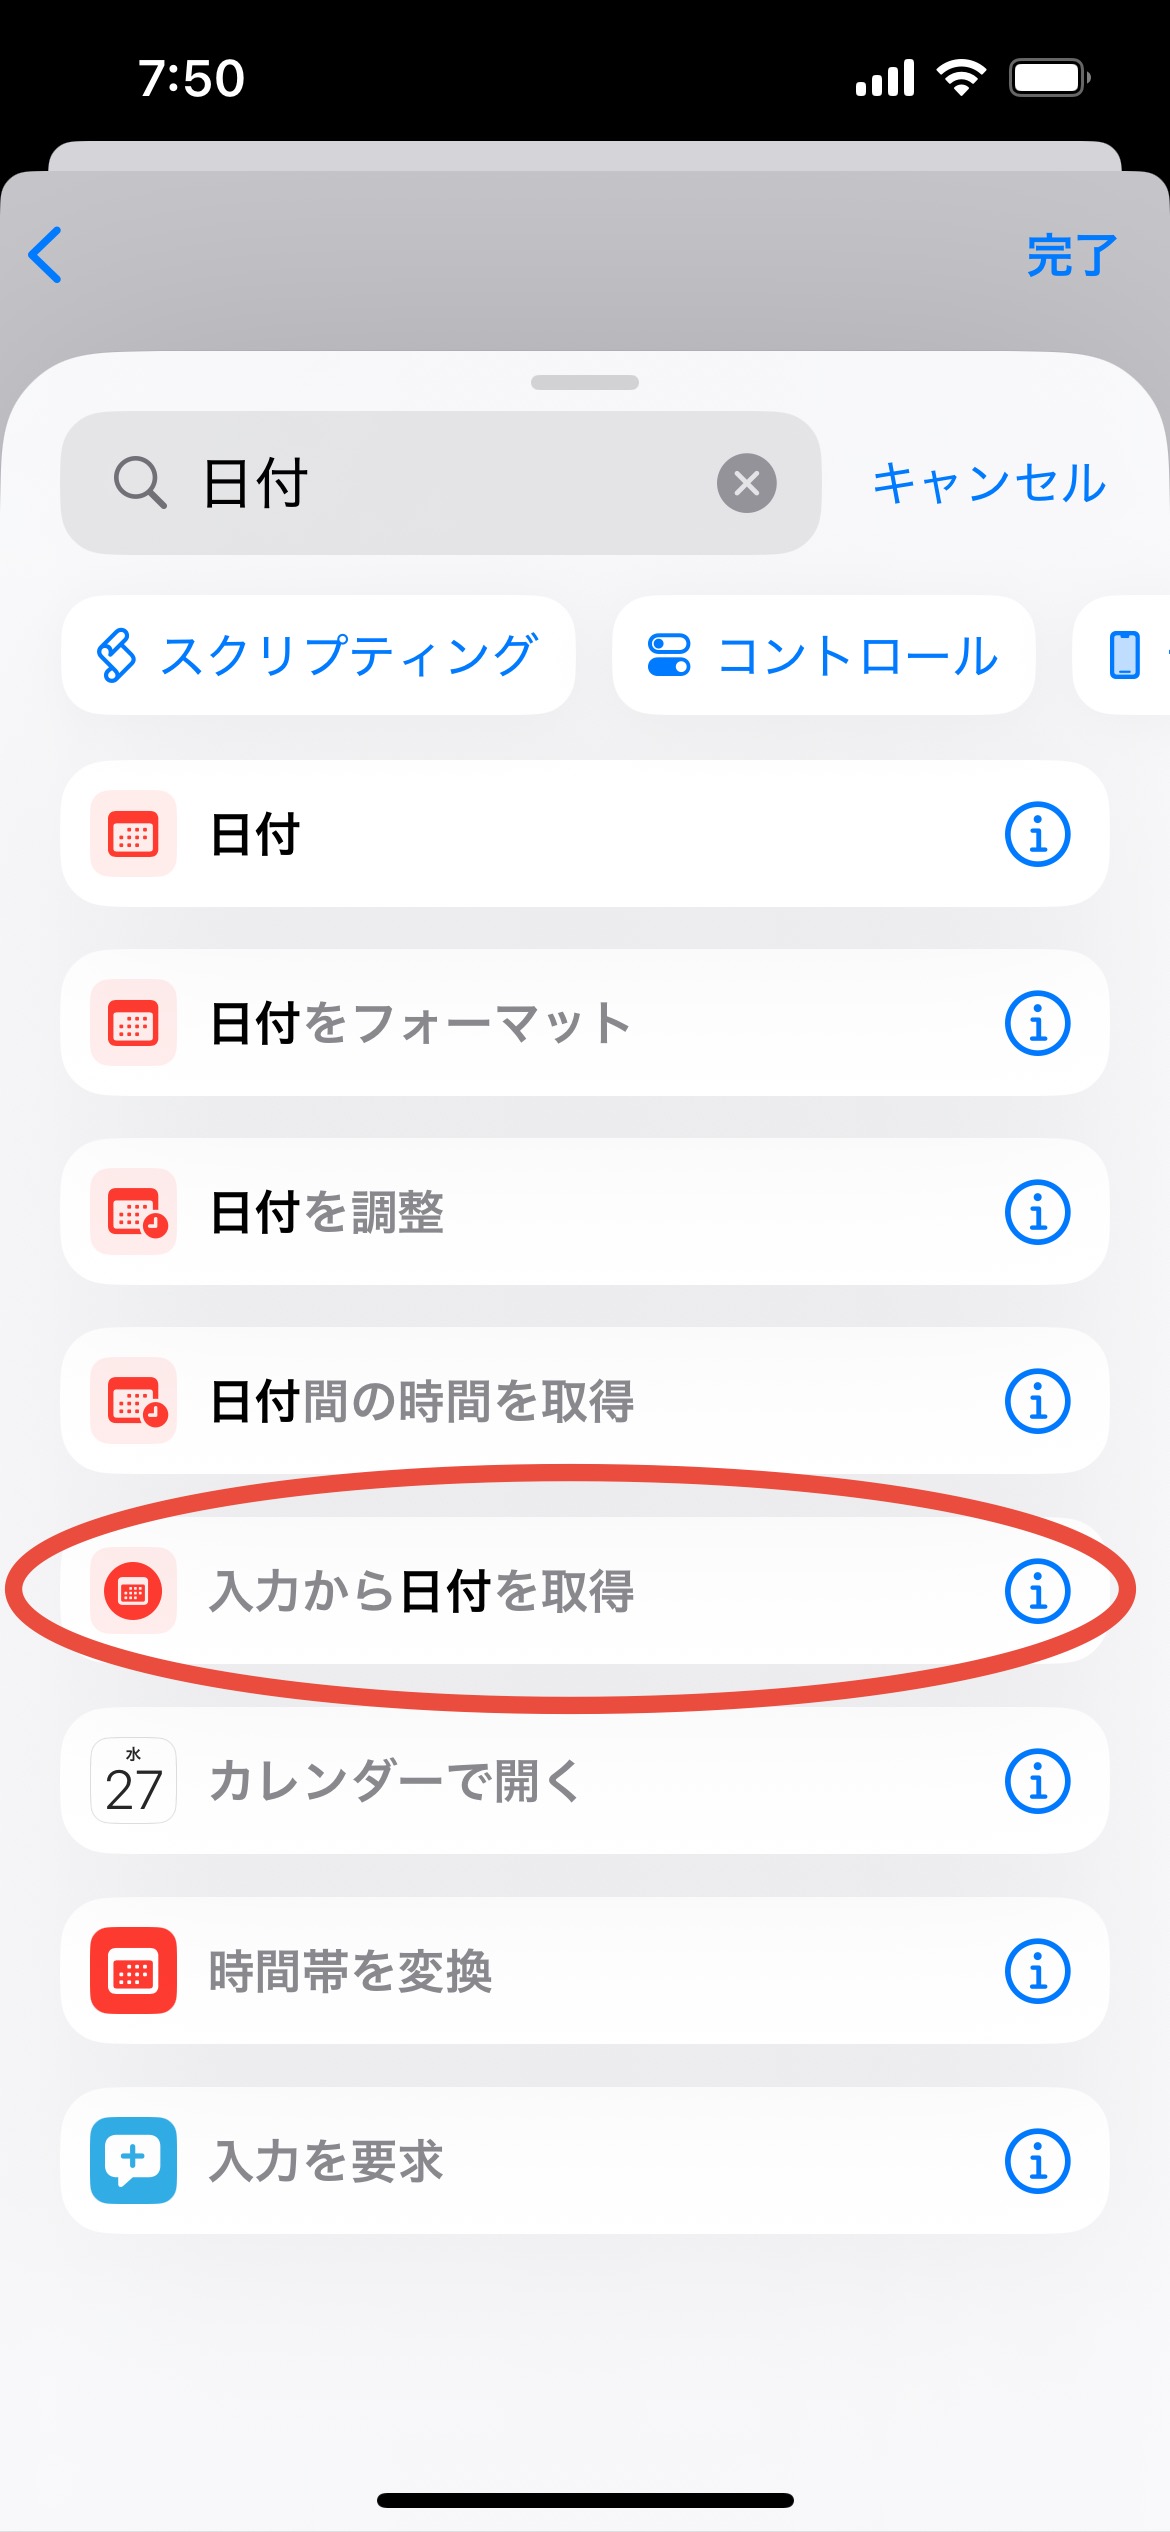 7:50
完了
日付
キャンセル
スクリプティング
コントロール
日付
日付をフォーマット
日付を調整
日付間の時間を取得
入力から日付を取得
水
27
カレンダーで開く
時間帯を変換
入力を要求